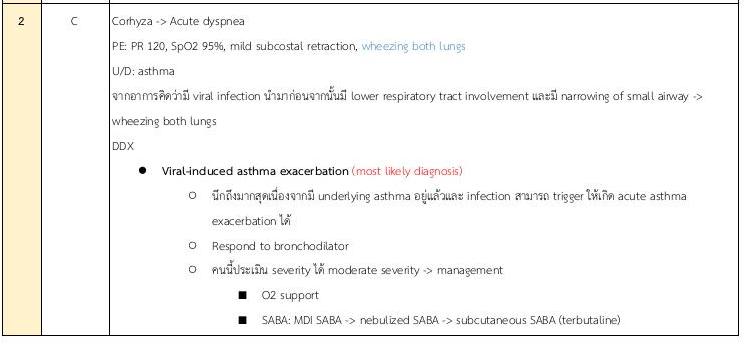 2 C Corhyza -> Acute dyspnea
PE: PR 120, SpO2 95%, mild subcostal retraction, wheezing both lungs
U/D: asthma
จากอาการคิดว่ามี viral infection นำมาก่อนจากนั้นมี lower respiratory tract involvement และมี narrowing of small airway ->
wheezing both lungs
DDX
● Viral-induced asthma exacerbation (most likely diagnosis)
○ นึกถึงมากสุดเนื่องจากมี underlying asthma อยู่แล้วและ infection สามารถ trigger ให้เกิด acute asthma
exacerbation ได้
○ Respond to bronchodilator
○ คนนี้ประเมิน severity ได้ moderate severity -> management
■ O2 support
■ SABA: MDI SABA -> nebulized SABA -> subcutaneous SABA (terbutaline)